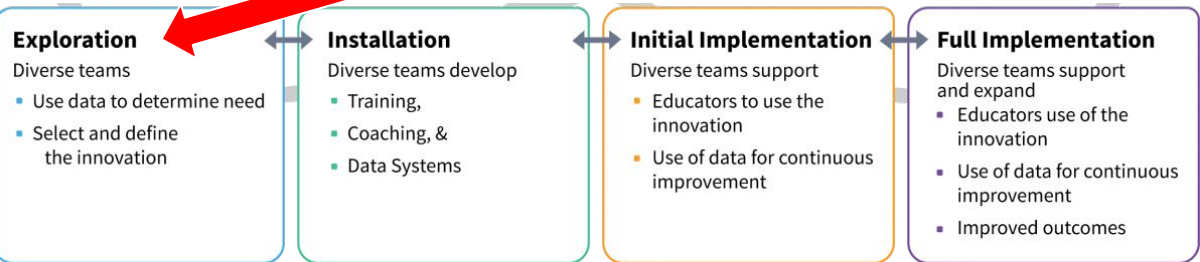 Exploration
Diverse teams
▪ Use data to determine need
▪ Select and define
the innovation
Installation
Diverse teams develop
▪ Training,
▪ Coaching, &
▪ Data Systems
Initial Implementation
Diverse teams support
▪ Educators to use the
innovation
▪ Use of data for continuous
improvement
Full Implementation
Diverse teams support
and expand
▪ Educators use of the
innovation
▪ Use of data for continuous
improvement
▪ Improved outcomes